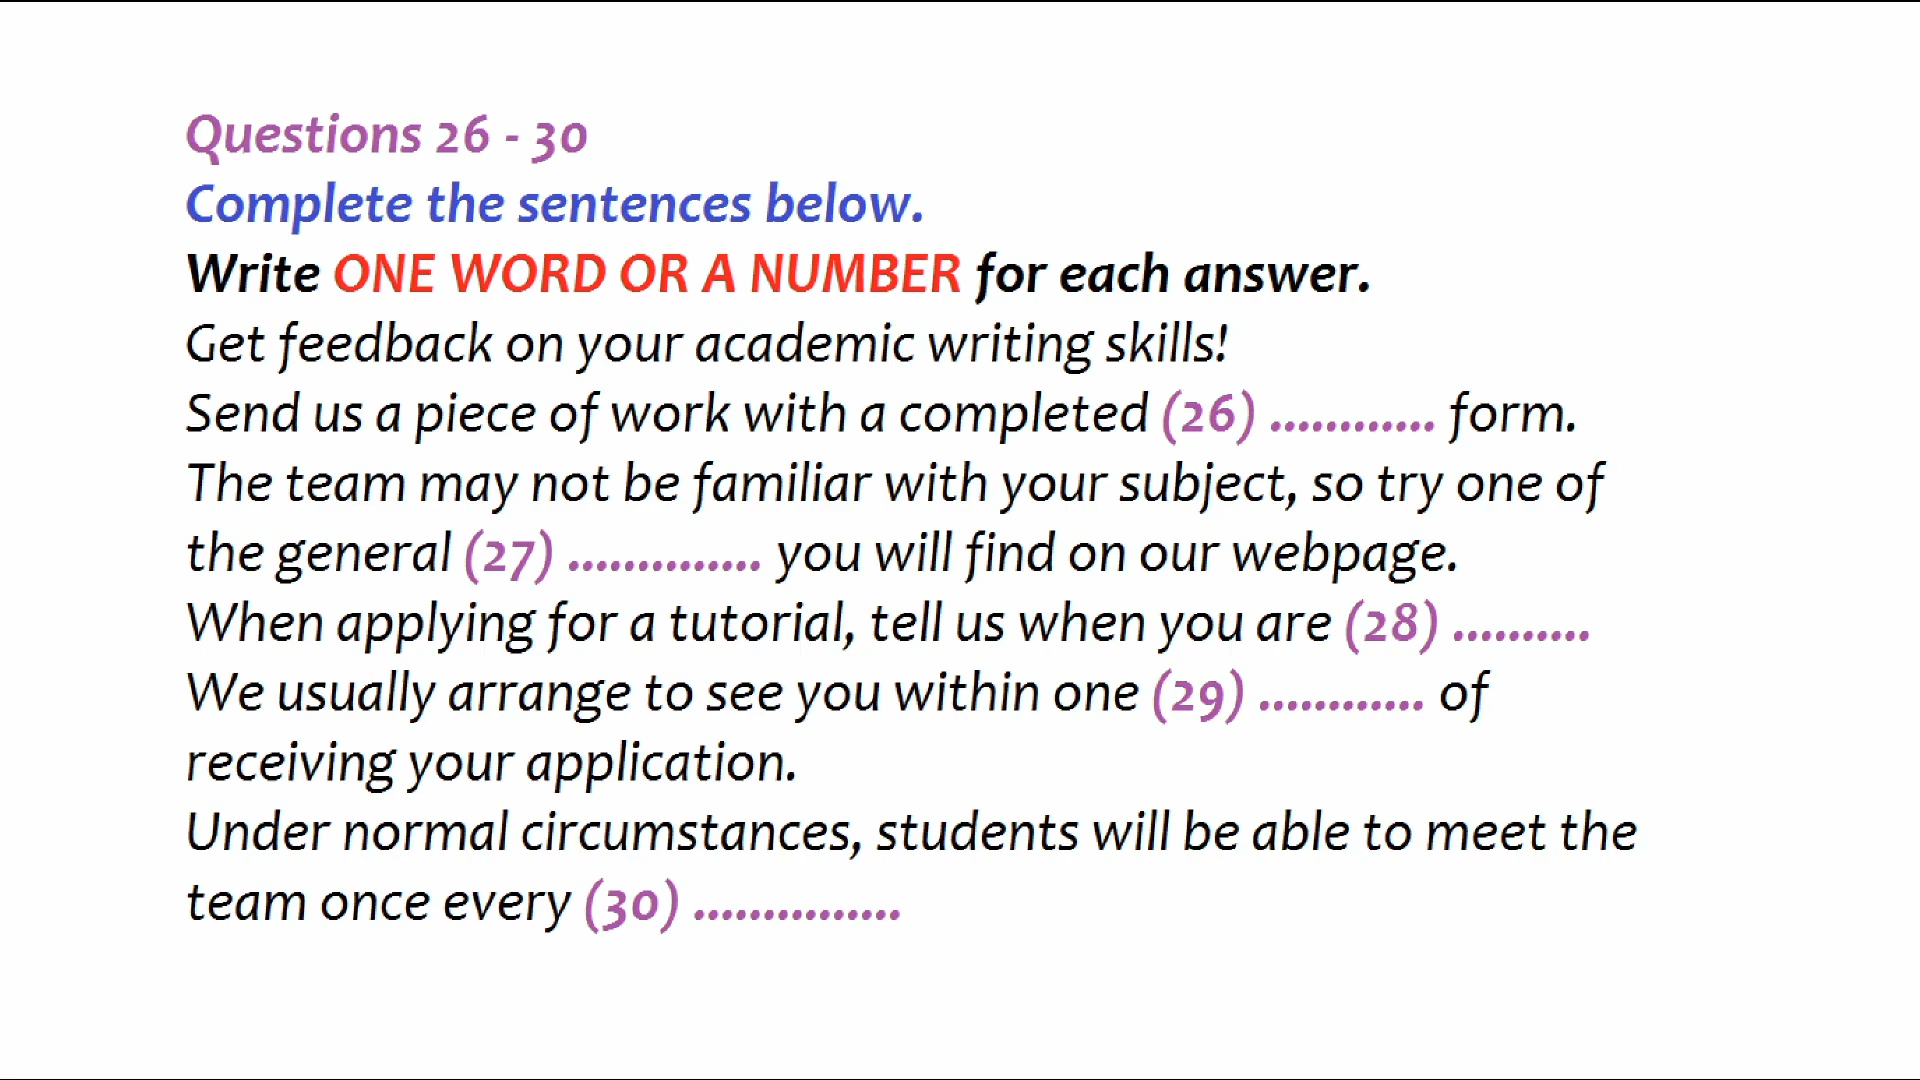 Questions 26 - 30
Complete the sentences below.
Write ONE WORD OR A NUMBER for each answer.
Get feedback on your academic writing skills!
Send us a piece of work with a completed (26) ............ form.
The team may not be familiar with your subject, so try one of
the general (27) .............. you will find on our webpage.
When applying for a tutorial, tell us when you are (28) ..........
We usually arrange to see you within one (29) ............ of
receiving your application.
Under normal circumstances, students will be able to meet the
team once every (30) ...............